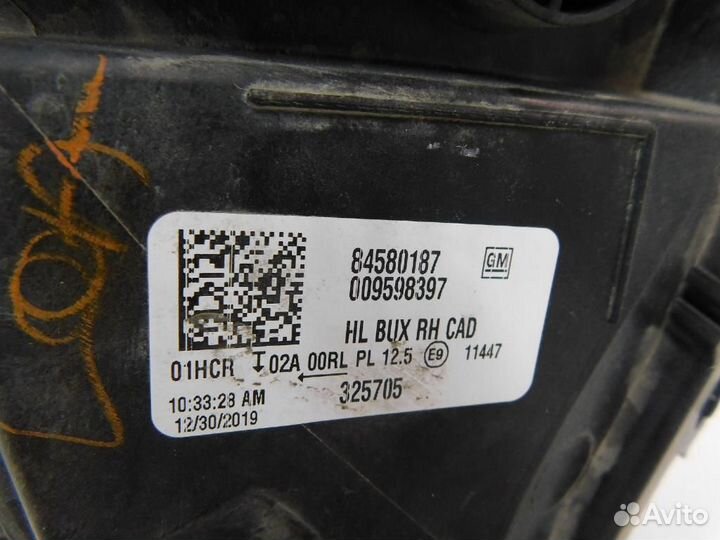 84580187
GM
009598397
HL BUX RH CAD
01HCR 02A 00RL PL 12.5 E9 11447
10:33:28 AM
325705
12/30/2019
Avito